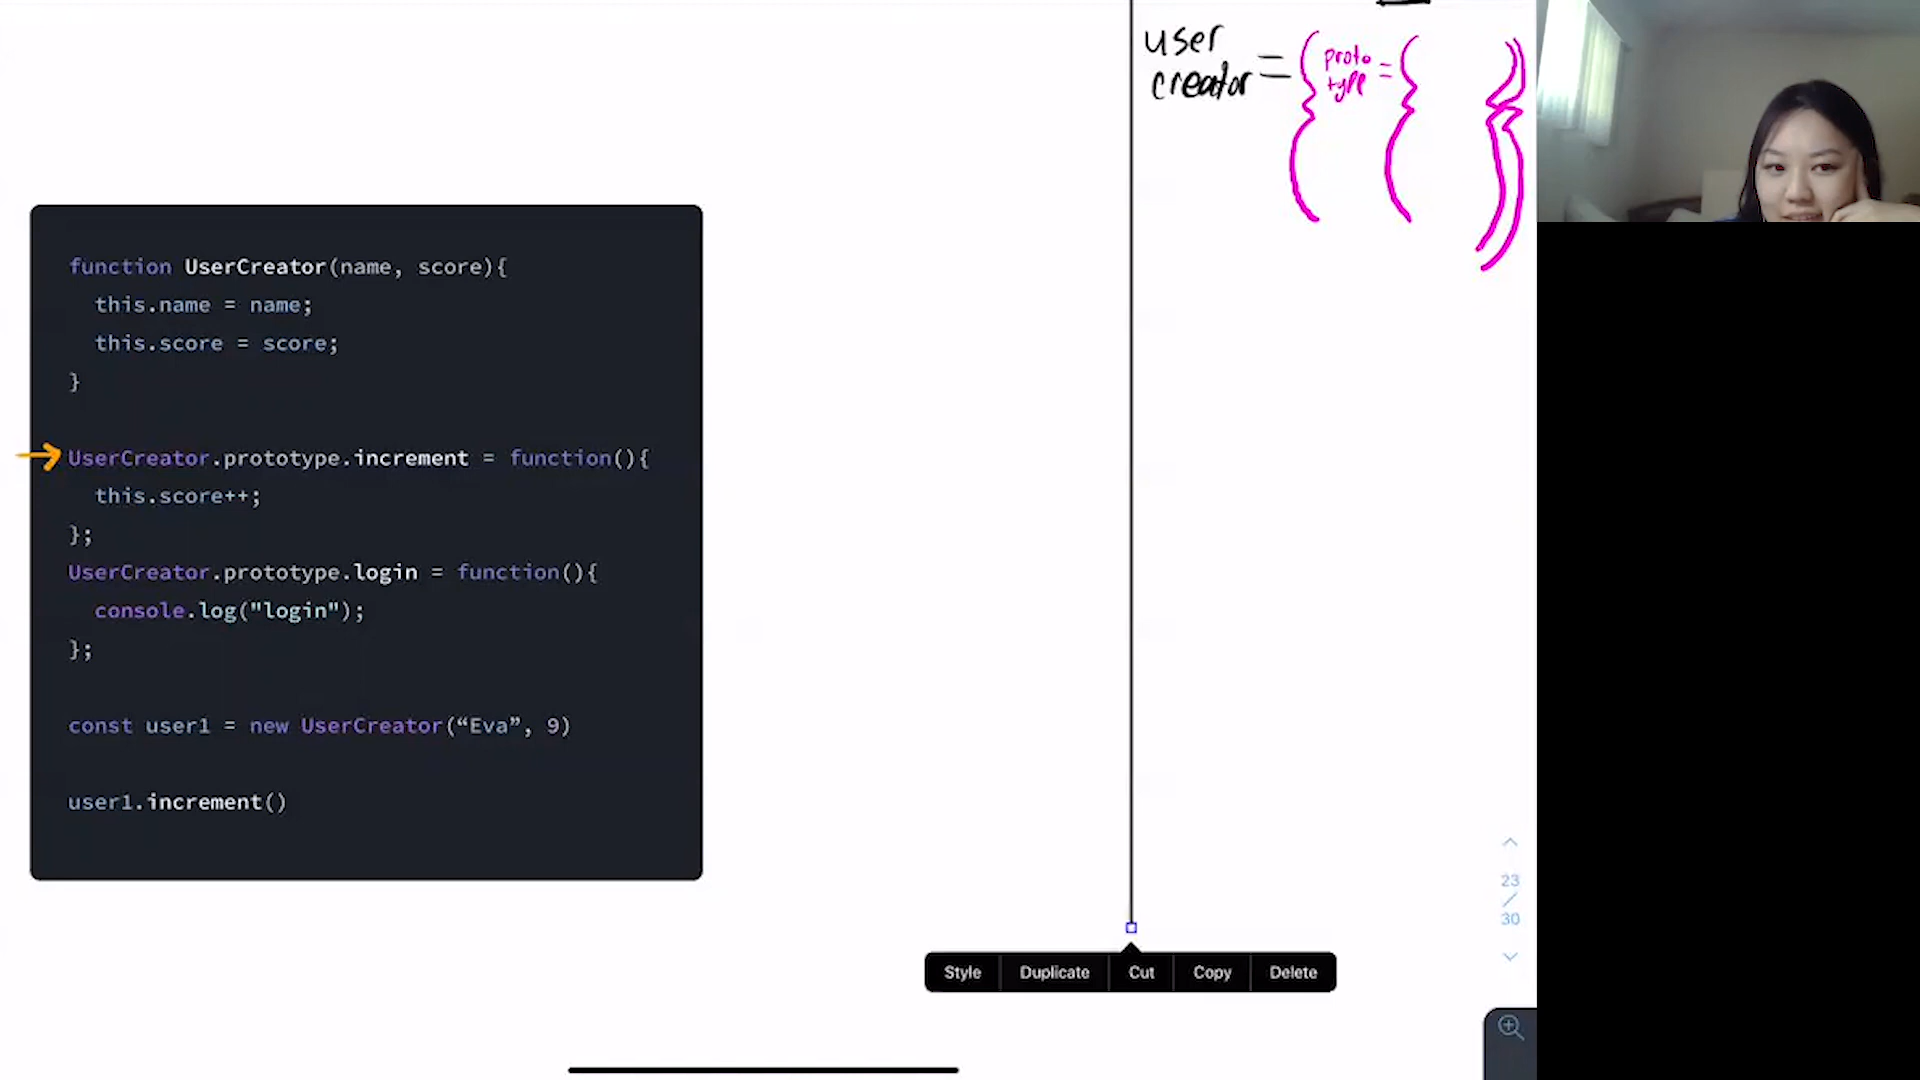 function UserCreator(name, score){
this.name = name;
this.score = score;
}
UserCreator.prototype.increment = function(){
this.score++;
};
UserCreator.prototype.login = function(){
console.log("login");
};
const user1 = new UserCreator(“Eva”, 9)
user1.increment()
user
creator = { proto
type = { }}
Style Duplicate Cut Copy Delete
23
/
30